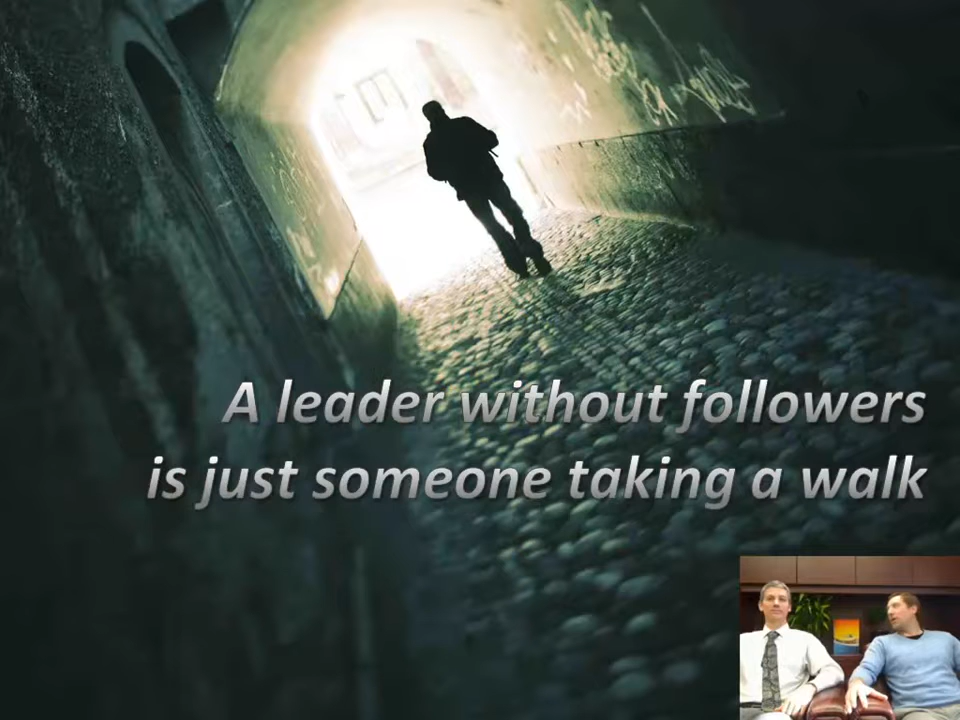 A leader without followers
is just someone taking a walk